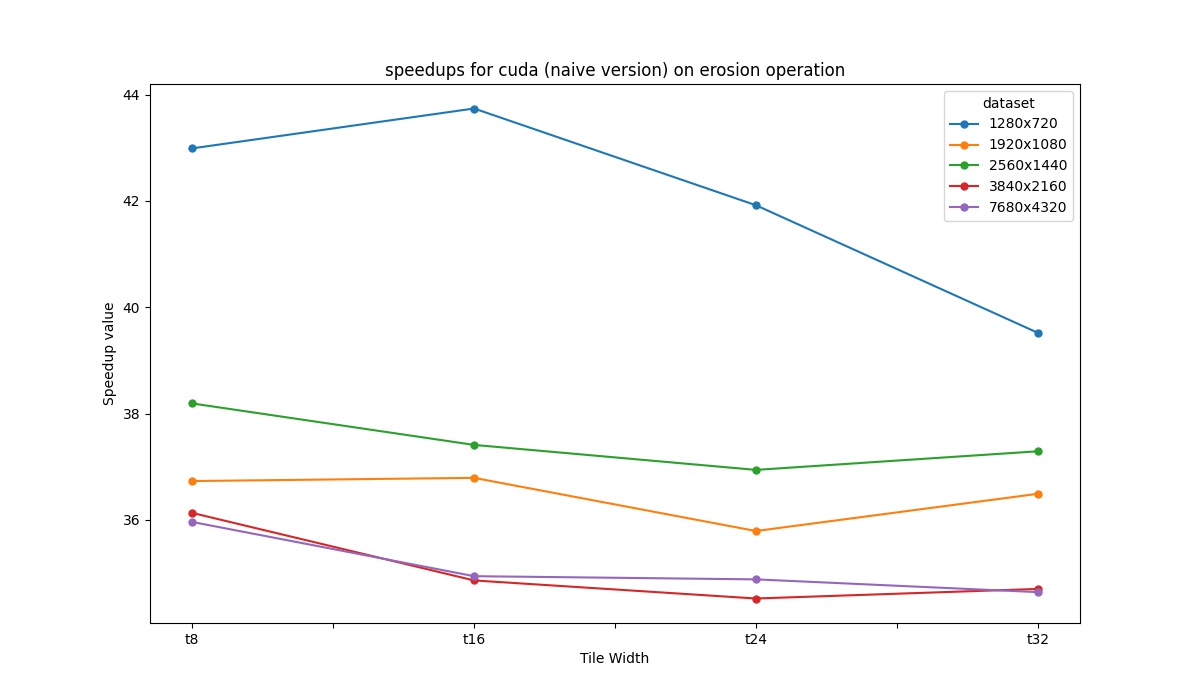 speedups for cuda (naive version) on erosion operation
dataset
1280x720
1920x1080
2560x1440
3840x2160
7680x4320
Speedup value
44
42
40
38
36
t8
t16
t24
t32
Tile Width